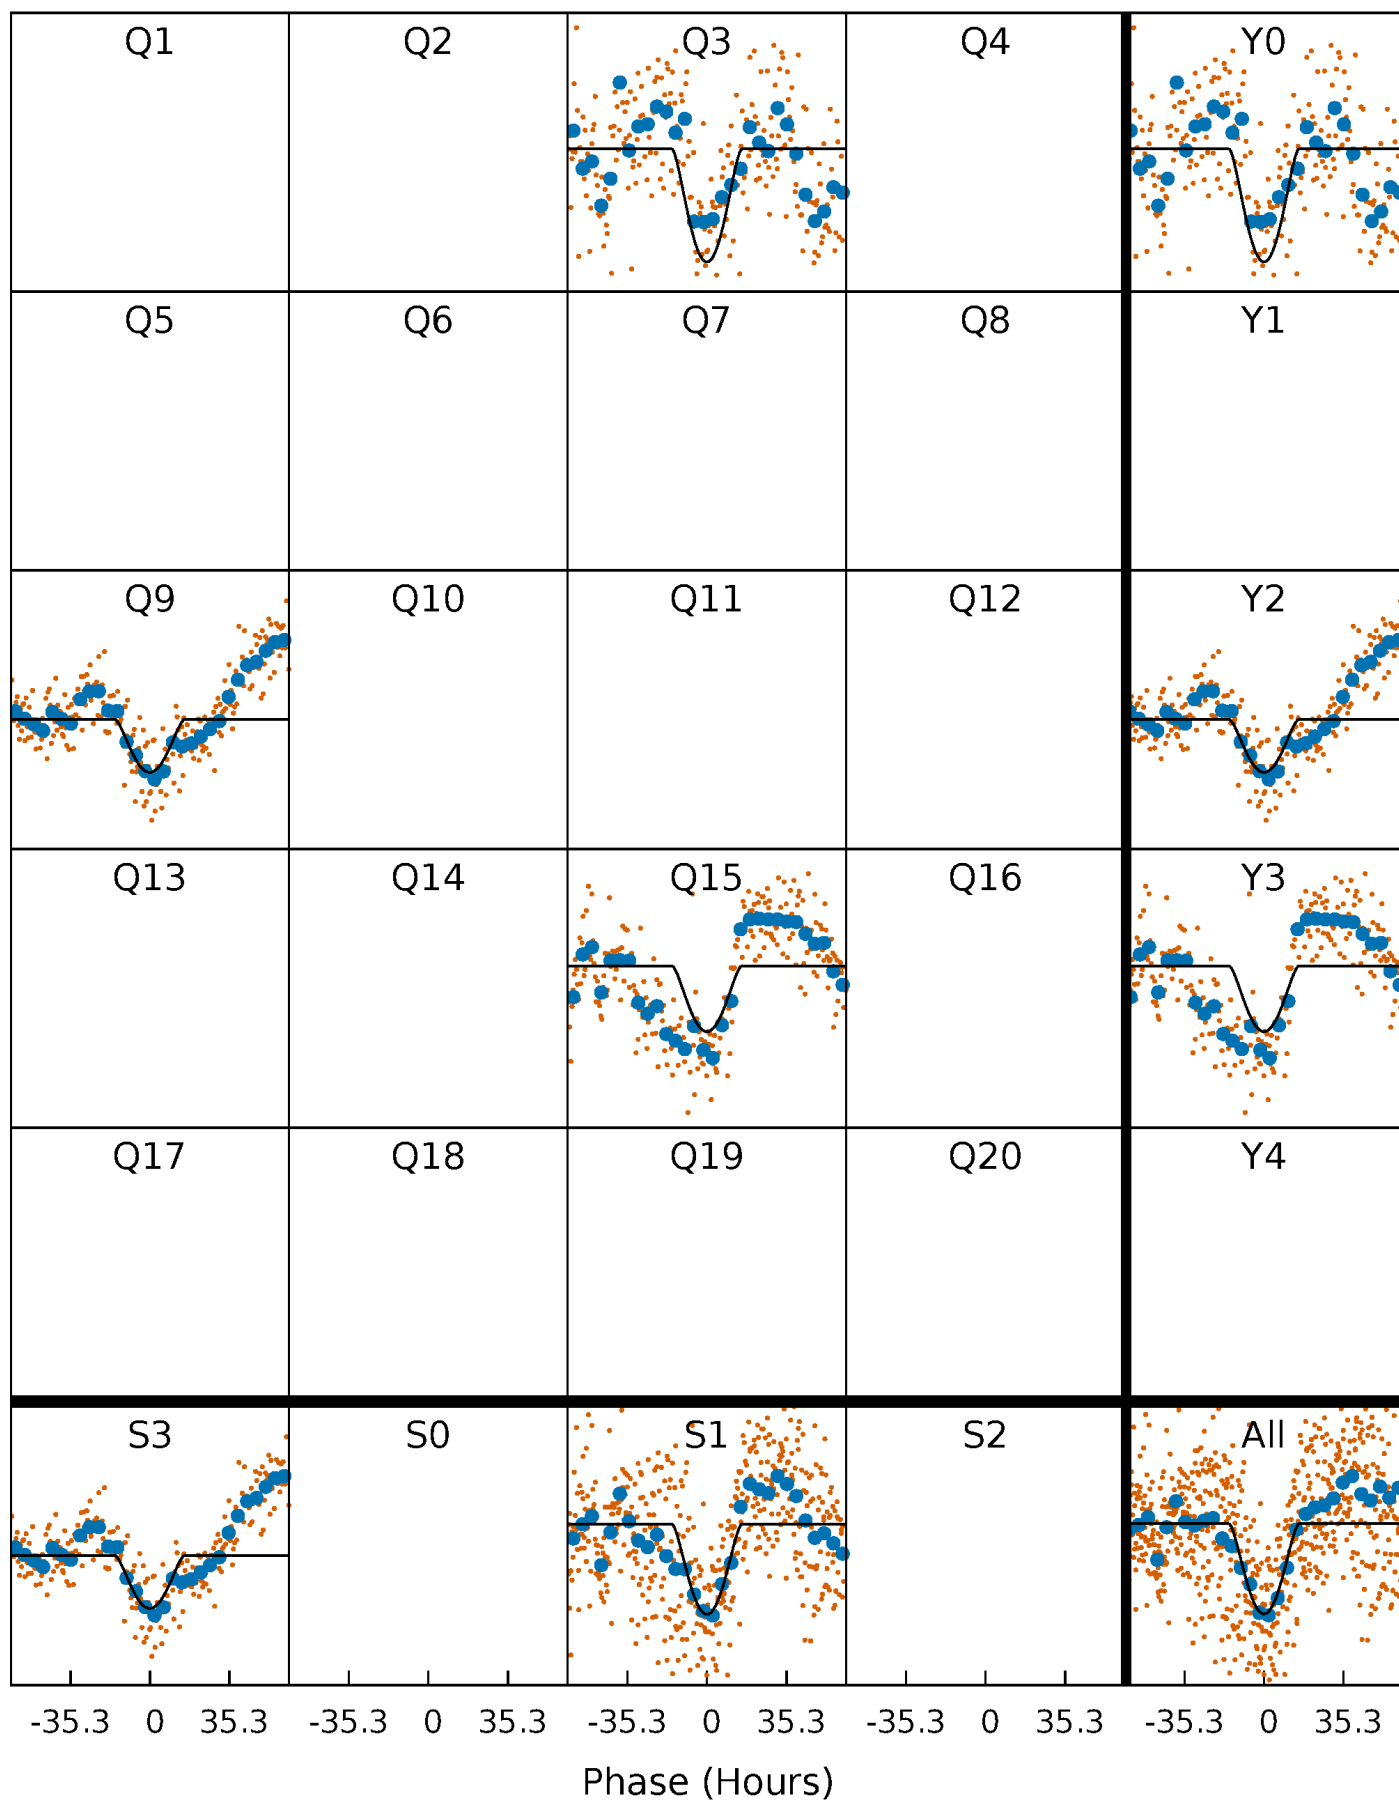 Q1 Q2 Q3 Q4 Y0
Q5 Q6 Q7 Q8 Y1
Q9 Q10 Q11 Q12 Y2
Q13 Q14 Q15 Q16 Y3
Q17 Q18 Q19 Q20 Y4
S3 S0 S1 S2 All
-35.3 0 35.3 -35.3 0 35.3 -35.3 0 35.3 -35.3 0 35.3 -35.3 0 35.3
Phase (Hours)